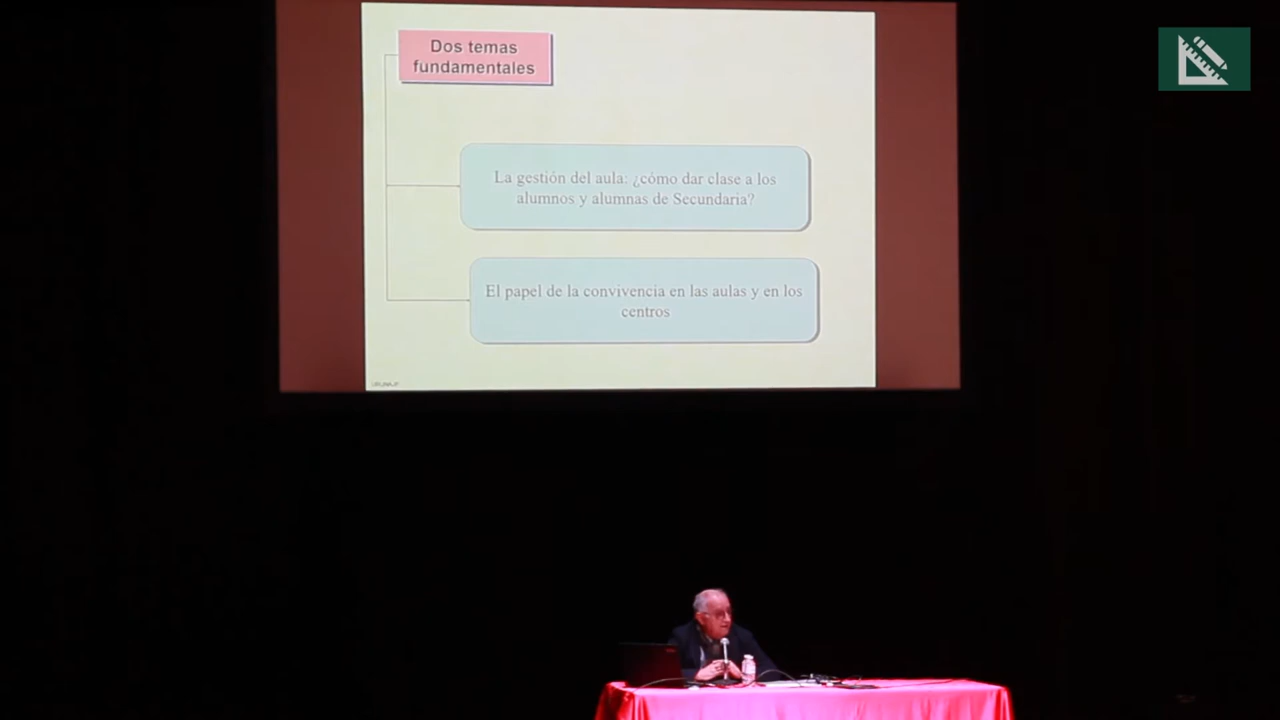 Dos temas
fundamentales
La gestión del aula: ¿cómo dar clase a los
alumnos y alumnas de Secundaria?
El papel de la convivencia en las aulas y en los
centros